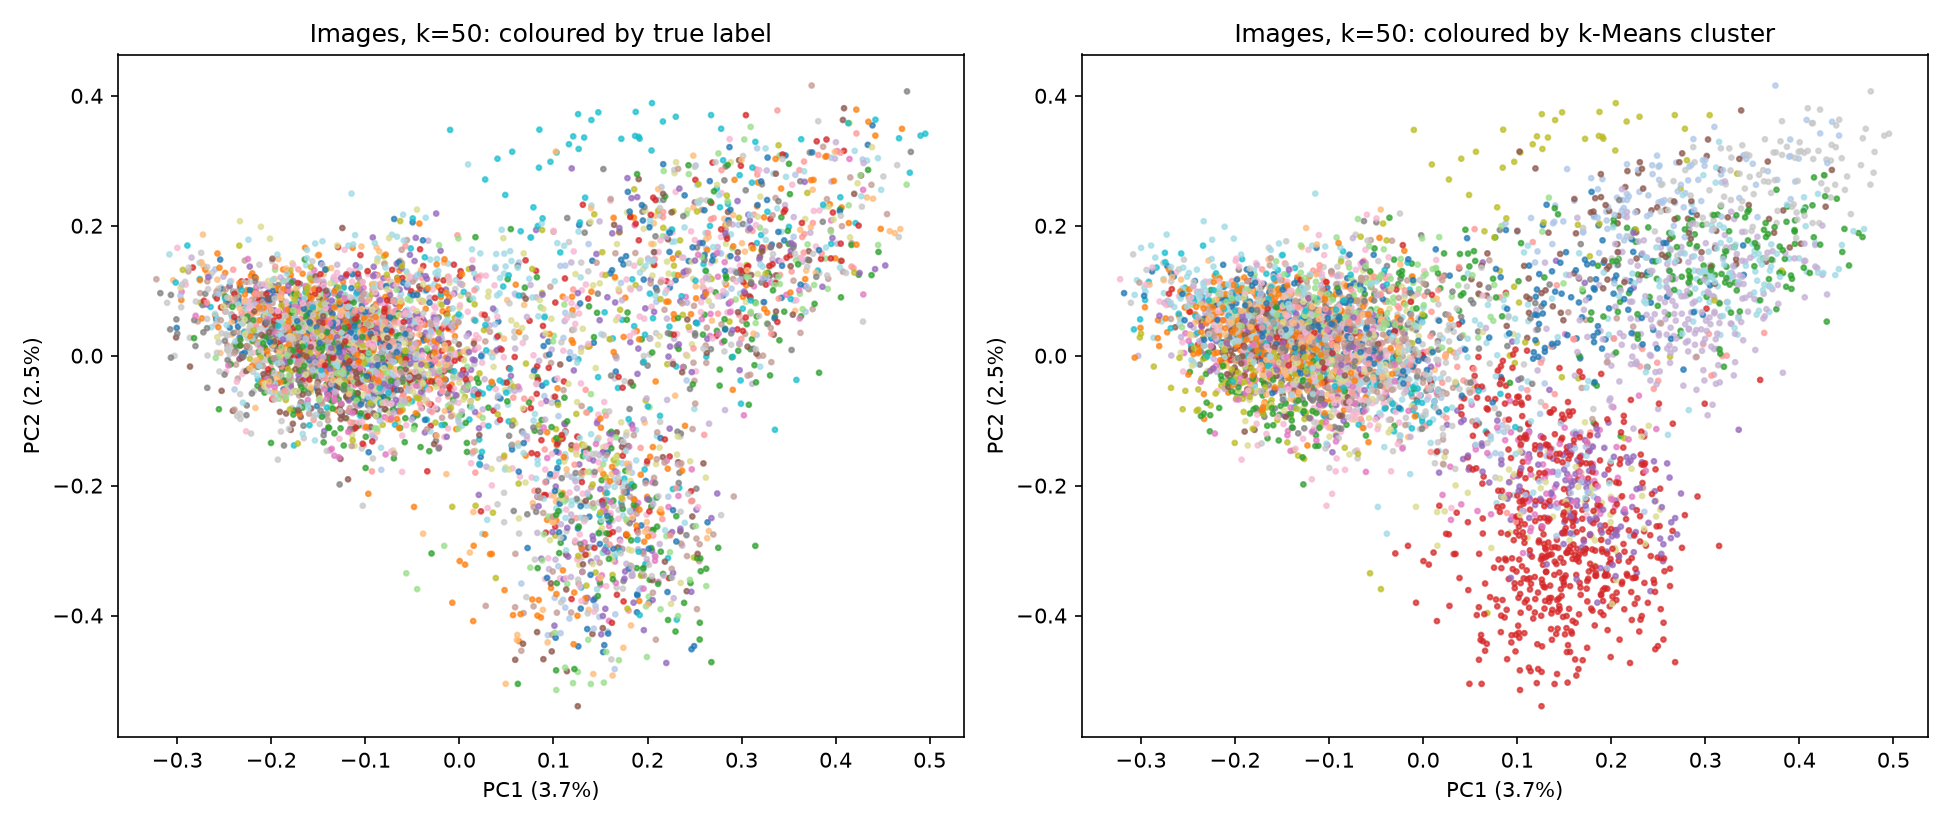 Images, k=50: coloured by true label
0.4
0.2
0.0
−0.2
−0.4
PC2 (2.5%)
−0.3 −0.2 −0.1 0.0 0.1 0.2 0.3 0.4 0.5
PC1 (3.7%)
Images, k=50: coloured by k-Means cluster
0.4
0.2
0.0
−0.2
−0.4
PC2 (2.5%)
−0.3 −0.2 −0.1 0.0 0.1 0.2 0.3 0.4 0.5
PC1 (3.7%)